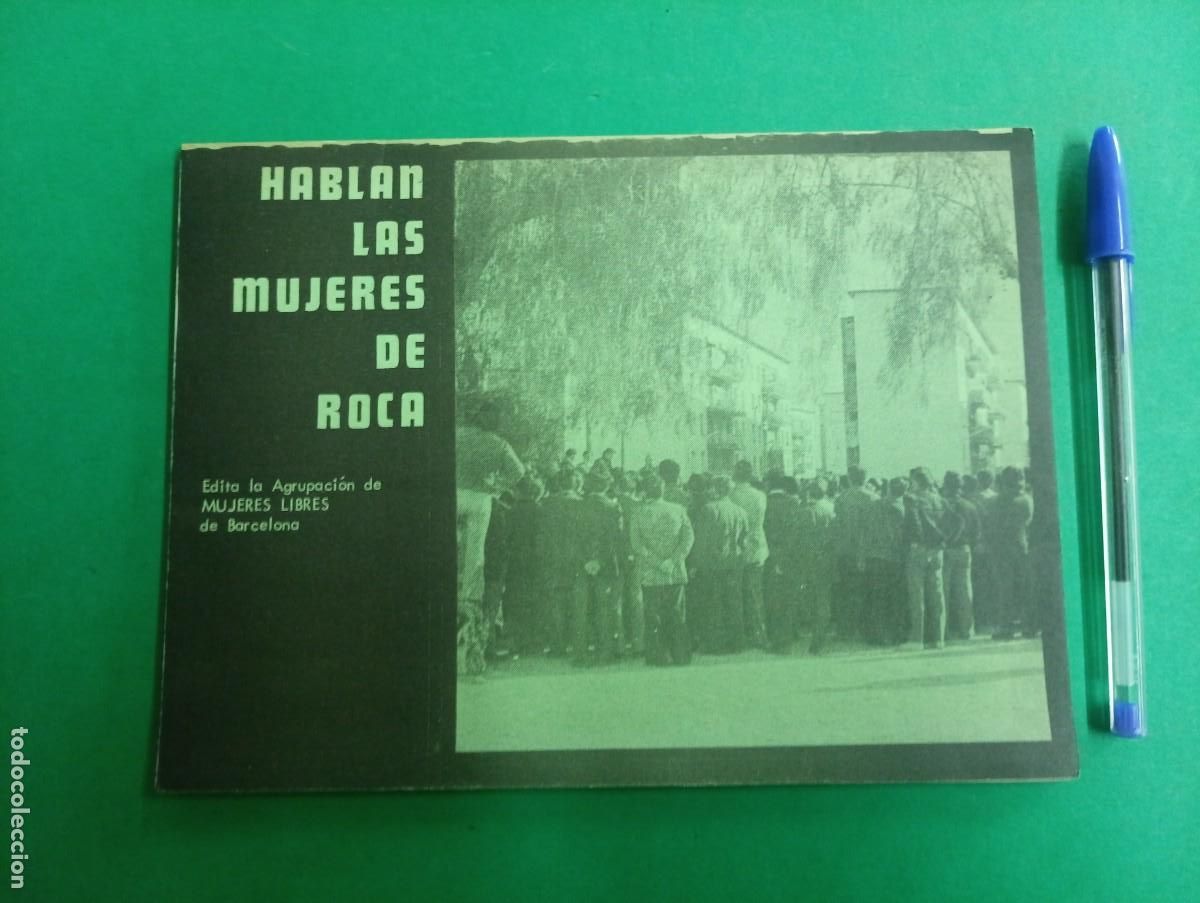 HABLAN
LAS
MUJERES
DE
ROCA
Edita la Agrupación de
MUJERES LIBRES
de Barcelona
todocoleccion